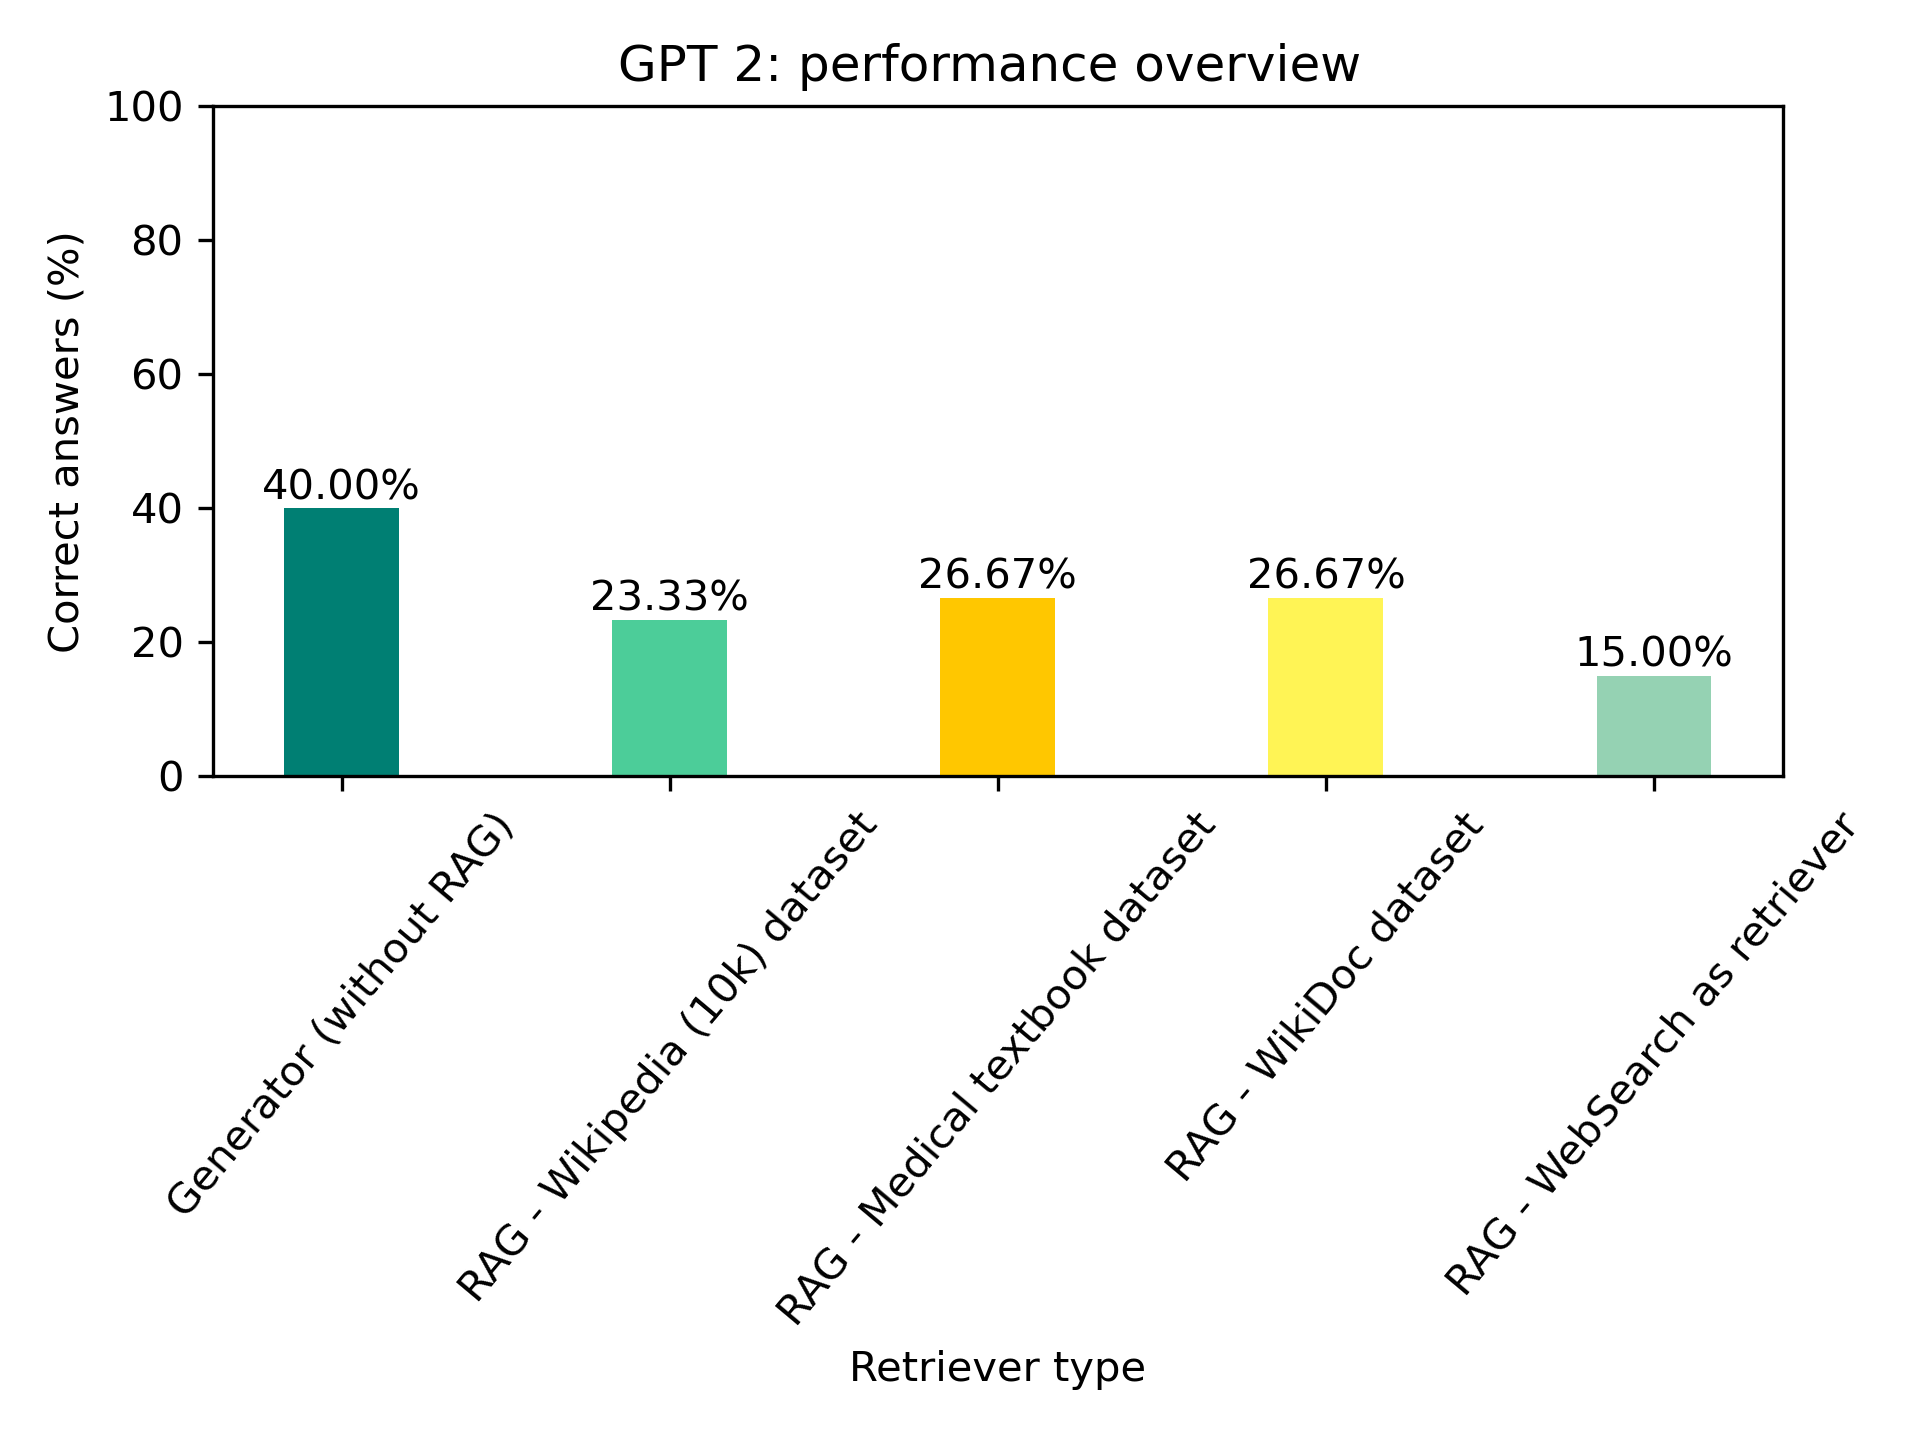 GPT 2: performance overview
Correct answers (%)
100
80
60
40
20
0
40.00%
23.33%
26.67%
26.67%
15.00%
Generator (without RAG)
RAG - Wikipedia (10k) dataset
RAG - Medical textbook dataset
RAG - WikiDoc dataset
RAG - WebSearch as retriever
Retriever type